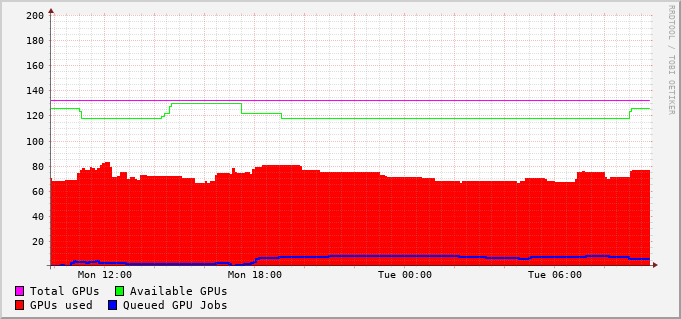 200
180
160
140
120
100
80
60
40
20
Mon 12:00 Mon 18:00 Tue 00:00 Tue 06:00
Total GPUs Available GPUs
GPUs used Queued GPU Jobs
RRDTOOL / TOBI OETIKER